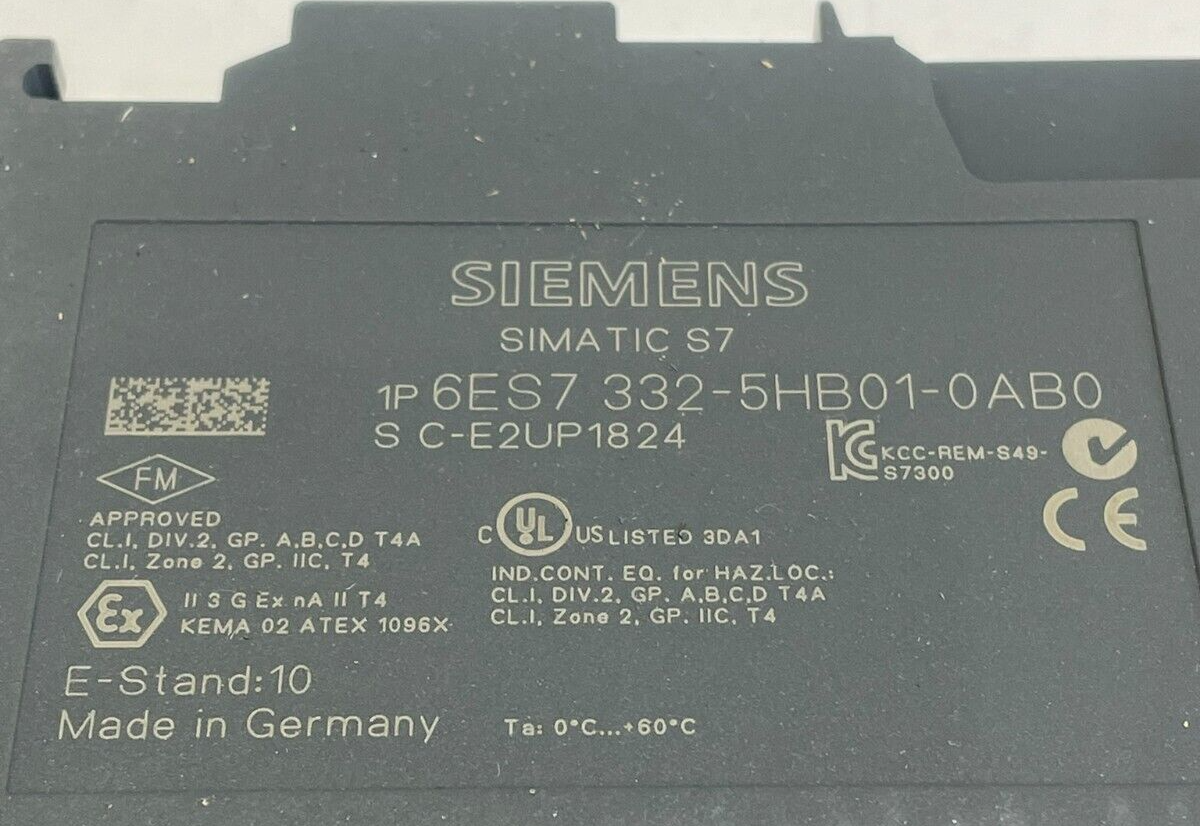 SIEMENS
SIMATIC S7
1P 6ES7 332-5HB01-0AB0
S C-E2UP1824
KCC-REM-S49-
S7300
FM
APPROVED
CL.I, DIV.2, GP. A,B,C,D T4A
CL.I, Zone 2, GP. IIC, T4
C UL US LISTED 3DA1
IND.CONT. EQ. for HAZ.LOC.:
CL.I, DIV.2, GP. A,B,C,D T4A
CL.I, Zone 2, GP. IIC, T4
CE
Ex II 3 G Ex nA II T4
KEMA 02 ATEX 1096X
E-Stand:10
Made in Germany
Ta: 0°C...+60°C